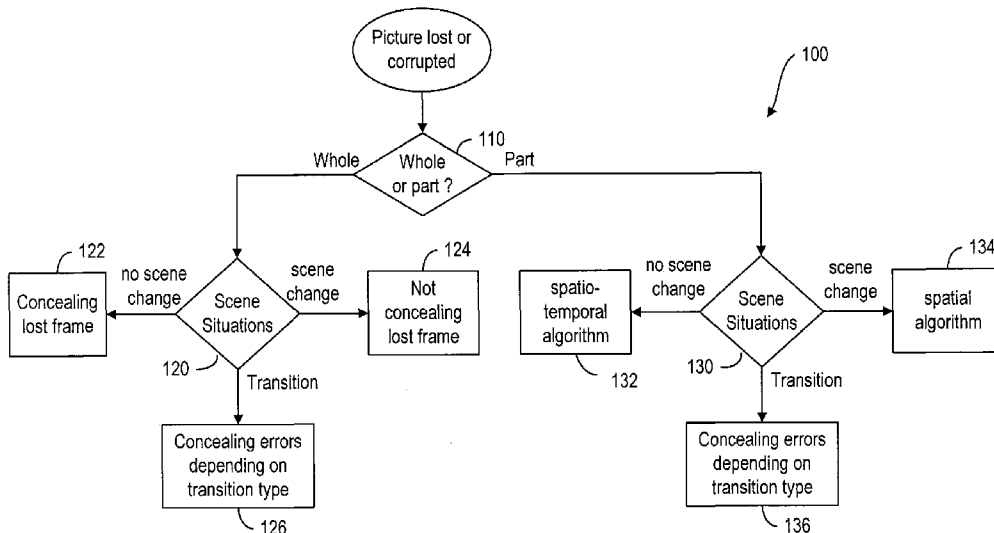 Picture lost or
corrupted
100
110
Whole
Whole
or part ?
Part
122
no scene
change
Concealing
lost frame
Scene
Situations
120
scene
change
124
Not
concealing
lost frame
Transition
Concealing errors
depending on
transition type
126
spatio-
temporal
algorithm
132
no scene
change
Scene
Situations
130
scene
change
134
spatial
algorithm
Transition
Concealing errors
depending on
transition type
136